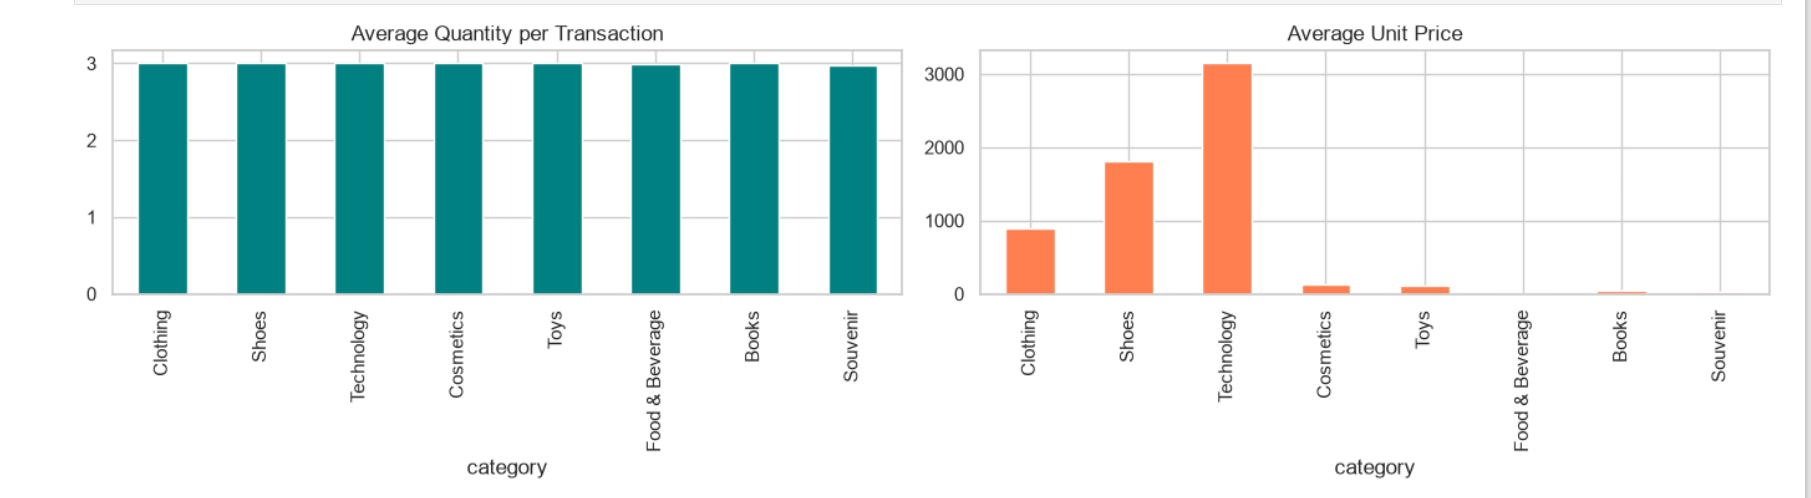 Average Quantity per Transaction
3
2
1
0
Clothing
Shoes
Technology
Cosmetics
Toys
Food & Beverage
Books
Souvenir
category
Average Unit Price
3000
2000
1000
0
Clothing
Shoes
Technology
Cosmetics
Toys
Food & Beverage
Books
Souvenir
category